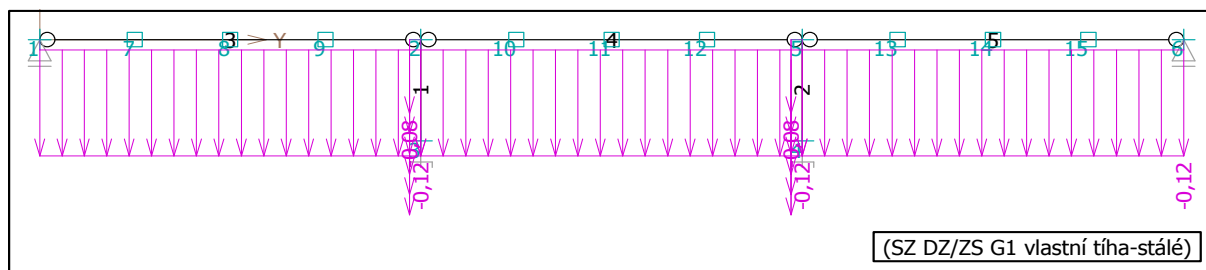 1 7 8 3 Y 9 2 10 11 4 12 5 13 14 5 15 6
1 2
-0,08 -0,08
-0,12 -0,12 -0,12
(SZ DZ/ZS G1 vlastní tíha-stálé)